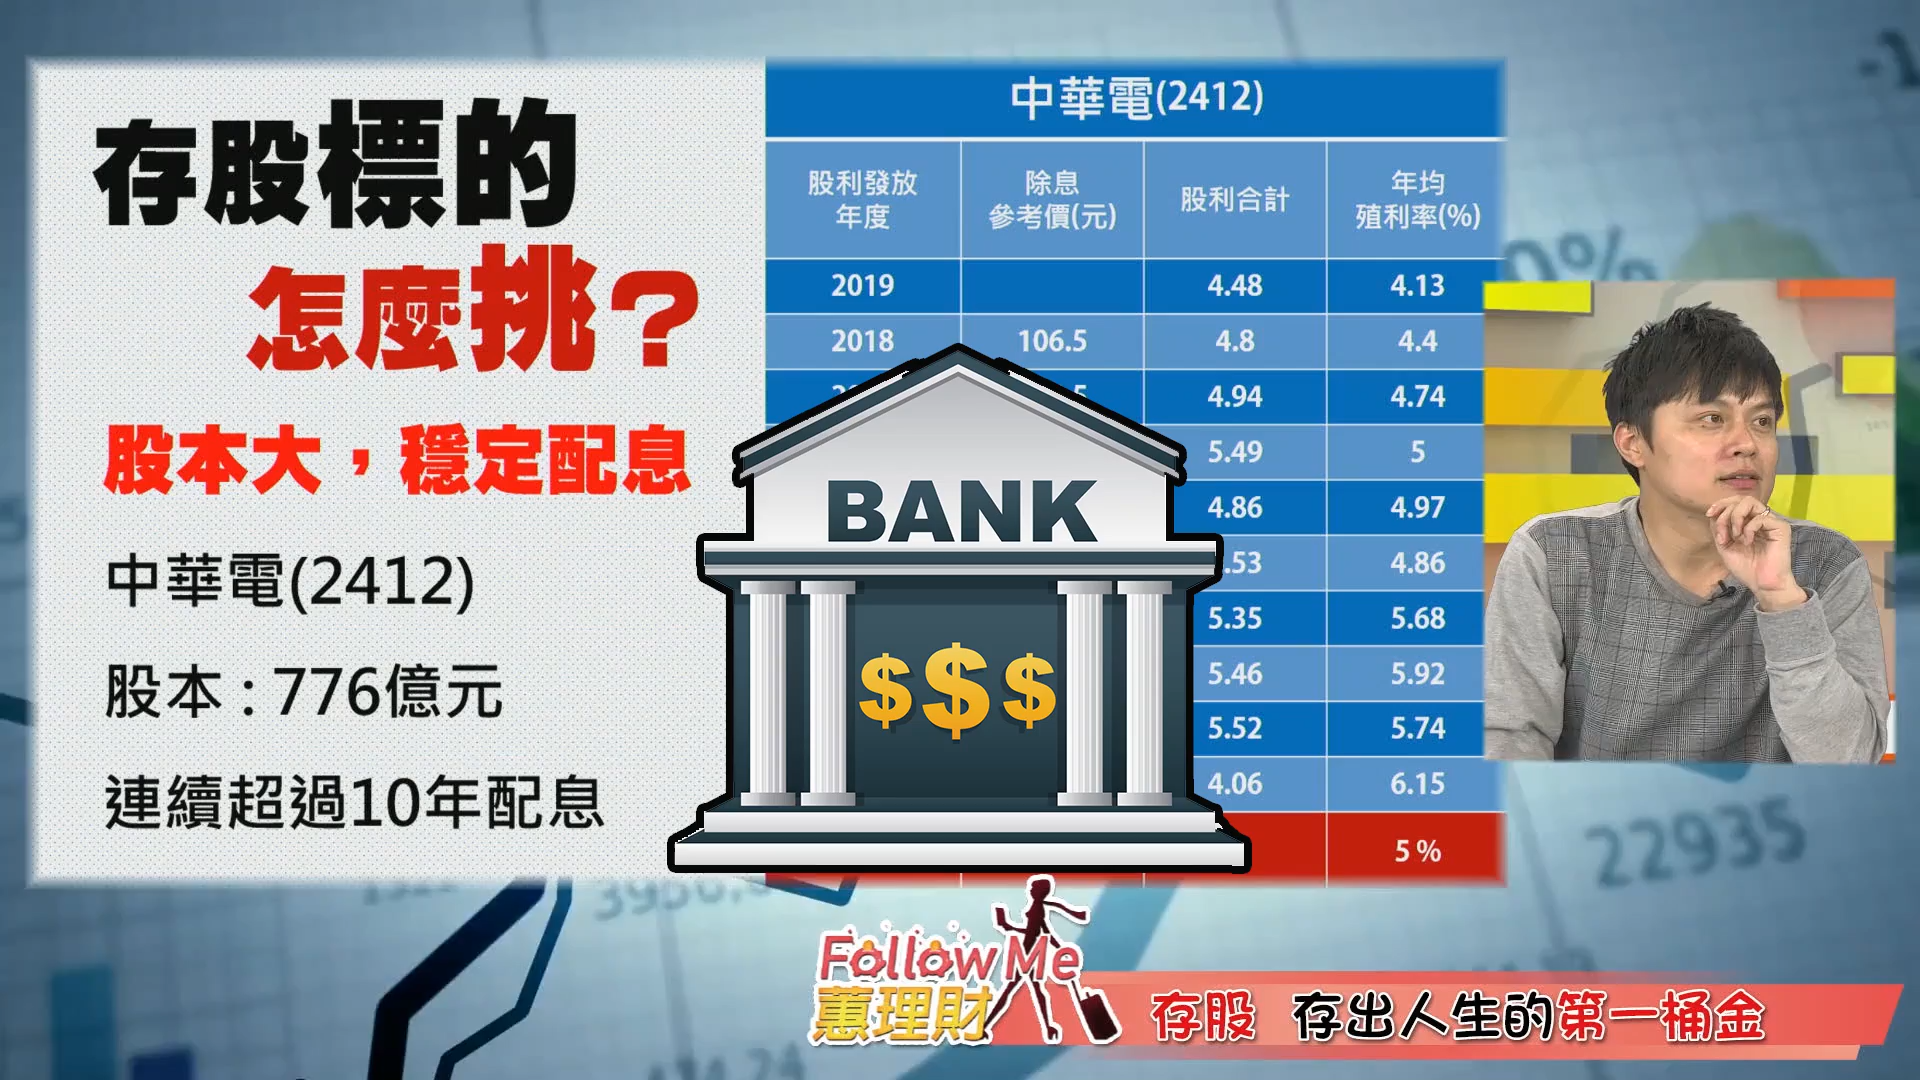 存股標的
怎麼挑?
股本大，穩定配息
中華電(2412)
股本：776億元
連續超過10年配息
中華電(2412)
股利發放
年度
除息
參考價(元)
股利合計
年均
殖利率(%)
2019 4.48 4.13
2018 106.5 4.8 4.4
4.94 4.74
5.49 5
4.86 4.97
.53 4.86
5.35 5.68
5.46 5.92
5.52 5.74
4.06 6.15
5%
BANK
$$$
22935
Follow Me
蕙理財
存股 存出人生的第一桶金